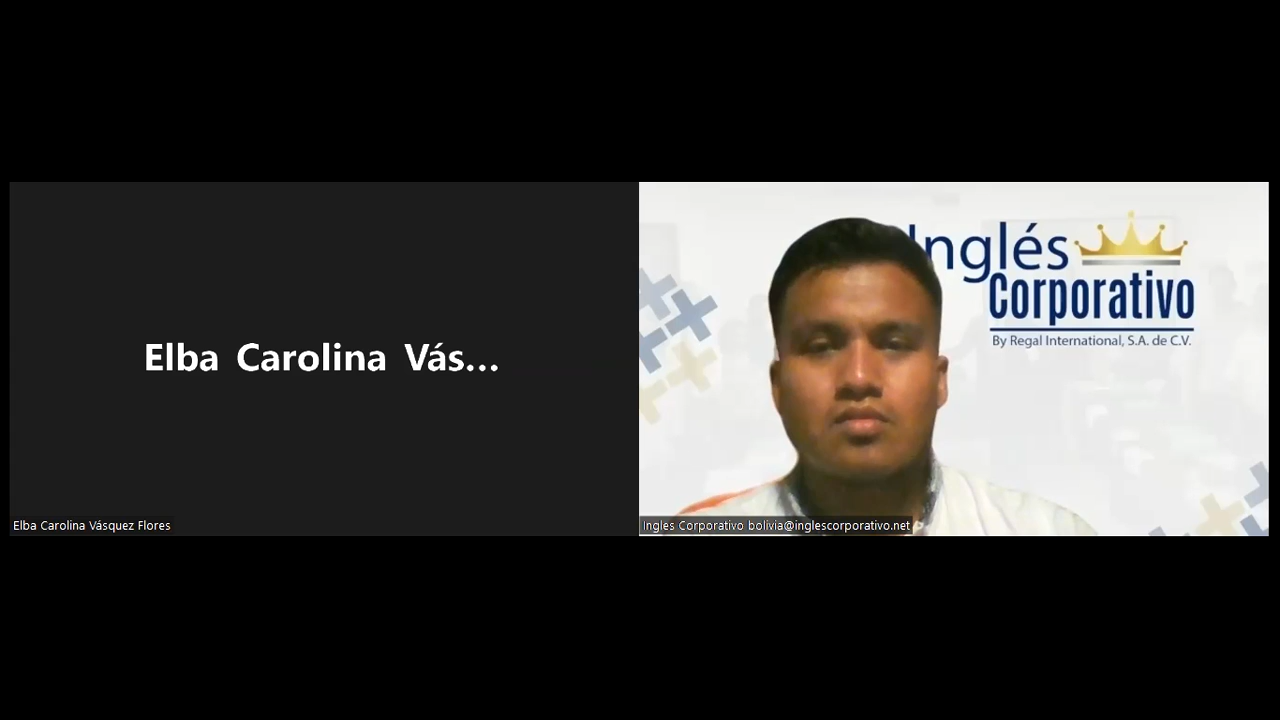 Elba Carolina Vás...
Elba Carolina Vásquez Flores
Inglés
Corporativo
By Regal International, S.A. de C.V.
Ingles Corporativo bolivia@inglescorporativo.net